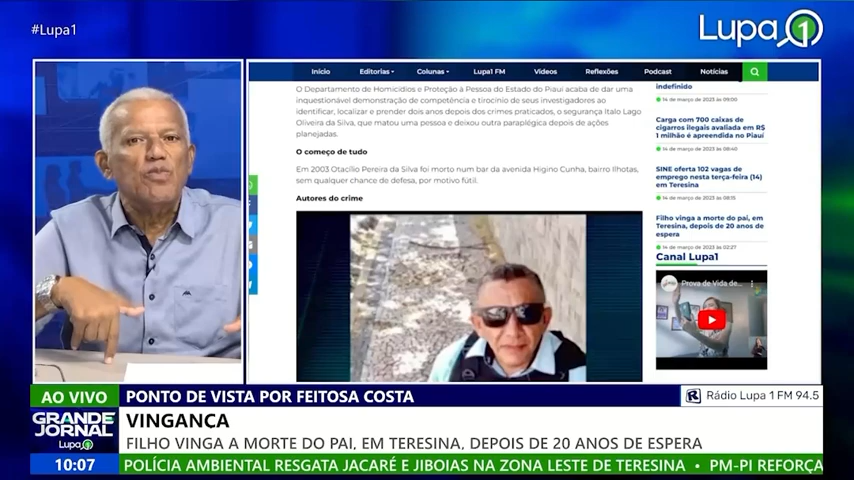 #Lupa1
Lupa 1
Início Editorias Colunas Lupa1 FM Vídeos Reflexões Podcast Notícias
O Departamento de Homicídios e Proteção à Pessoa do Estado do Piauí acaba de dar uma
inquestionável demonstração de competência e tirocínio de seus investigadores ao
identificar, localizar e prender dois anos depois dos crimes praticados, o segurança Italo Lago
Oliveira da Silva, que matou uma pessoa e deixou outra paraplégica depois de ações
planejadas.
O começo de tudo
Em 2003 Otacílio Pereira da Silva foi morto num bar da avenida Higino Cunha, bairro Ilhotas,
sem qualquer chance de defesa, por motivo fútil.
Autores do crime
indefinido
14 de março de 2023 às 09:00
Carga com 700 caixas de
cigarros ilegais avaliada em R$
1 milhão é apreendida no Piauí
14 de março de 2023 às 08:40
SINE oferta 102 vagas de
emprego nesta terça-feira (14)
em Teresina
14 de março de 2023 às 08:15
Filho vinga a morte do pai, em
Teresina, depois de 20 anos de
espera
14 de março de 2023 às 02:27
Canal Lupa1
Prova de Vida de...
AO VIVO PONTO DE VISTA POR FEITOSA COSTA
Rádio Lupa 1 FM 94.5
GRANDE
JORNAL
Lupa 1
VINGANCA
FILHO VINGA A MORTE DO PAI, EM TERESINA, DEPOIS DE 20 ANOS DE ESPERA
10:07 POLÍCIA AMBIENTAL RESGATA JACARÉ E JIBOIAS NA ZONA LESTE DE TERESINA • PM-PI REFORÇA